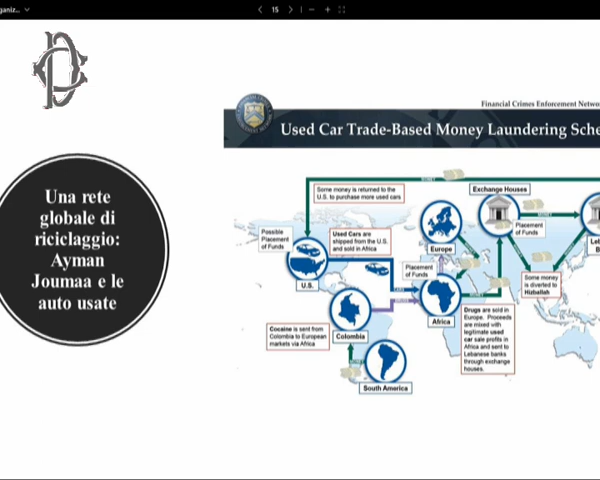 15
Financial Crimes Enforcement
Used Car Trade-Based Money Laundering
Una rete
globale di
riciclaggio:
Ayman
Joumaa e le
auto usate
Some money is returned to the
U.S. to purchase more used cars
Exchange Houses
Possible
Placement
of Funds
Used Cars are
shipped from the U.S.
and sold in Africa
Placement
of Funds
Europe
Placement
of Funds
U.S.
Some
money is
diverted to
Hizballah
Africa
Cocaine is sent from
Colombia to European
markets via Africa
Colombia
Drugs are sold in
Europe. Proceeds
are mixed with
legitimate used
car sale profits in
Africa and sent to
Lebanese banks
through exchange
houses.
South America